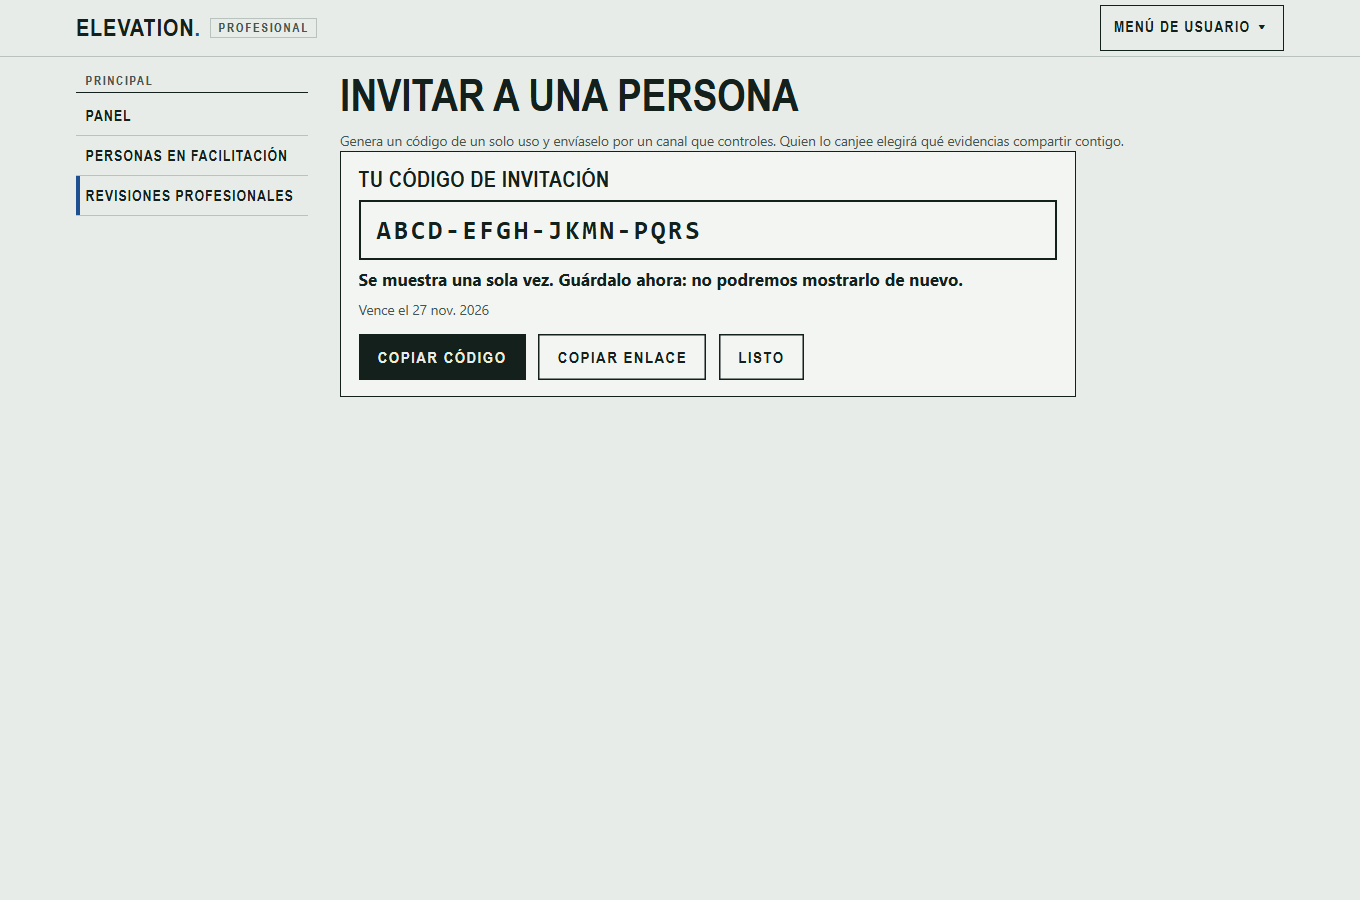 ELEVATION. PROFESIONAL
MENÚ DE USUARIO
PRINCIPAL
PANEL
PERSONAS EN FACILITACIÓN
REVISIONES PROFESIONALES
INVITAR A UNA PERSONA
Genera un código de un solo uso y envíaselo por un canal que controles. Quien lo canjee elegirá qué evidencias compartir contigo.
TU CÓDIGO DE INVITACIÓN
ABCD-EFGH-JKMN-PQRS
Se muestra una sola vez. Guárdalo ahora: no podremos mostrarlo de nuevo.
Vence el 27 nov. 2026
COPIAR CÓDIGO
COPIAR ENLACE
LISTO